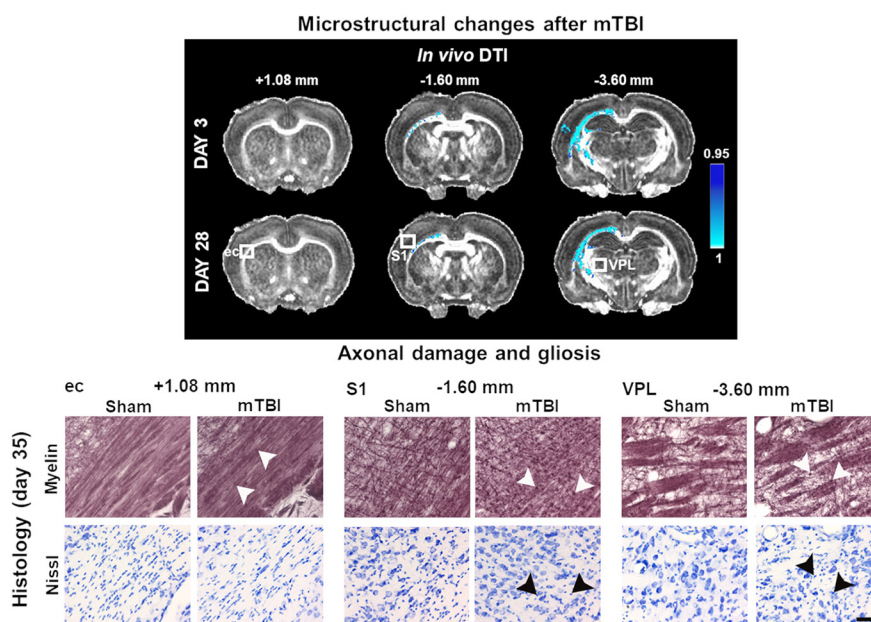 Microstructural changes after mTBI
In vivo DTI
+1.08 mm
-1.60 mm
-3.60 mm
DAY 3
0.95
1
DAY 28
ec
S1
VPL
Axonal damage and gliosis
ec +1.08 mm
S1 -1.60 mm
VPL -3.60 mm
Sham mTBI
Sham mTBI
Sham mTBI
Histology (day 35)
Myelin
Nissl